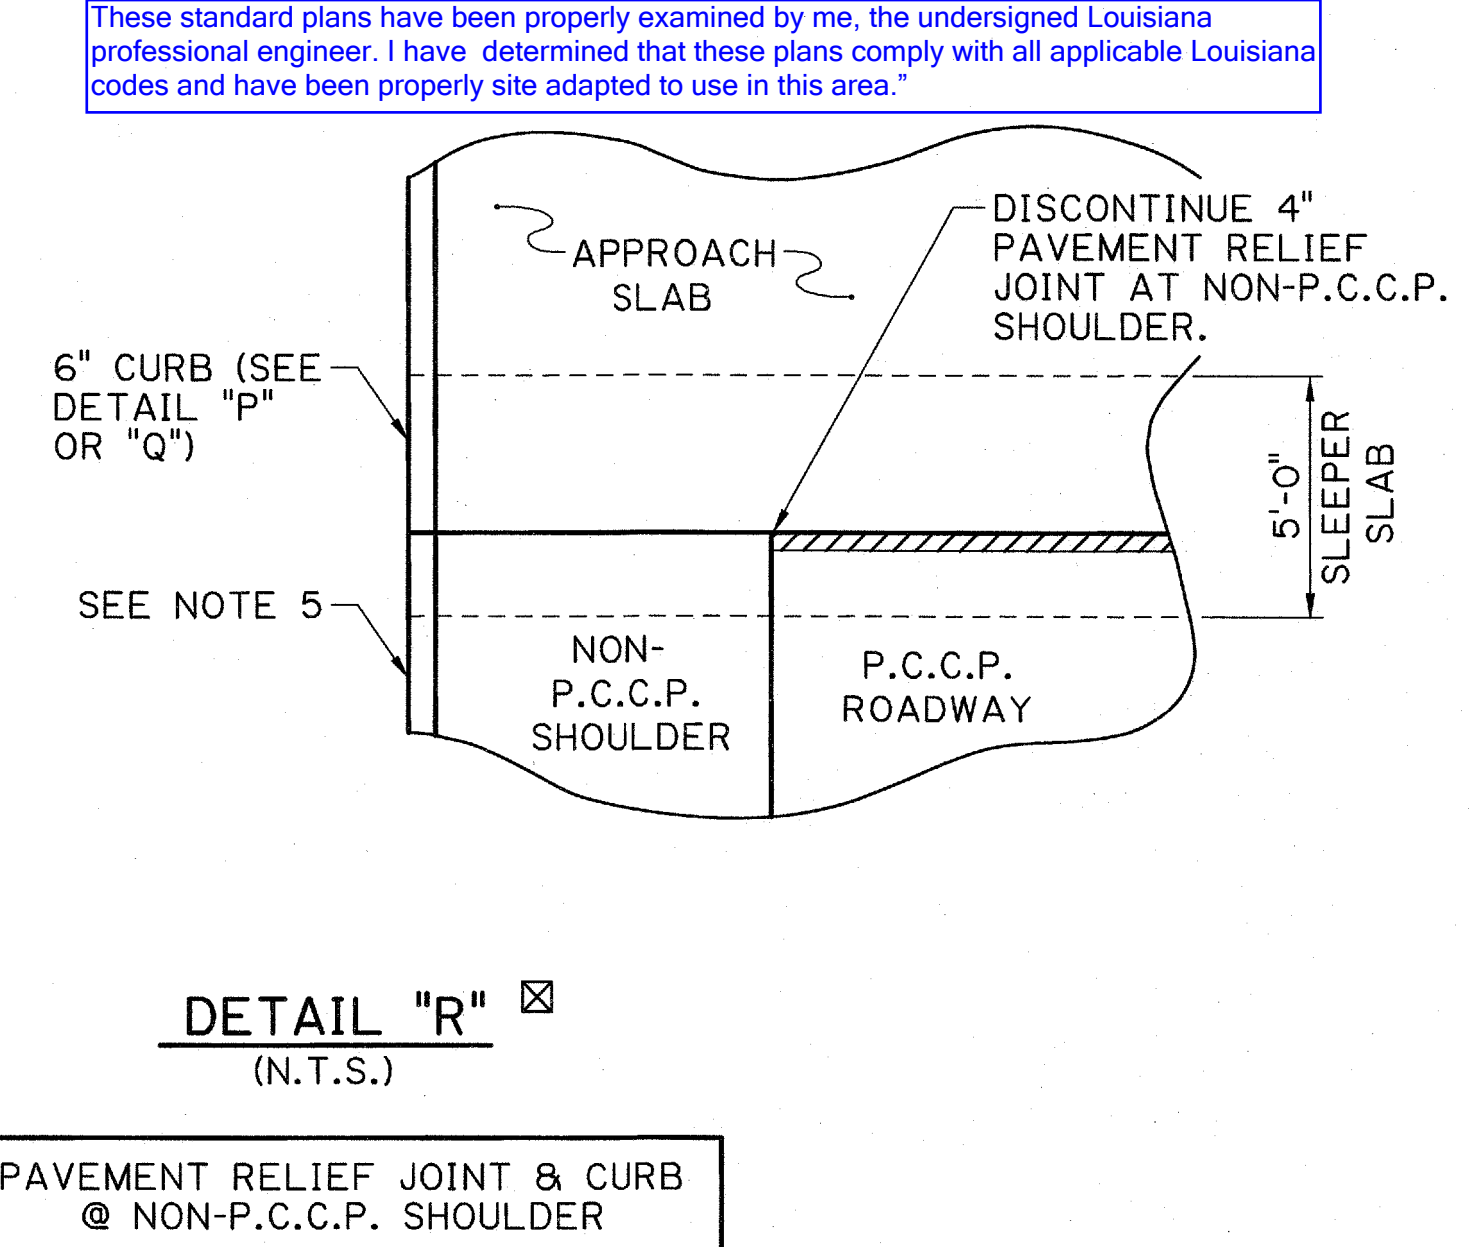 These standard plans have been properly examined by me, the undersigned Louisiana
professional engineer. I have  determined that these plans comply with all applicable Louisiana
codes and have been properly site adapted to use in this area.”
DISCONTINUE 4"
PAVEMENT RELIEF
JOINT AT NON-P.C.C.P.
SHOULDER.
APPROACH
SLAB
6" CURB (SEE
DETAIL "P"
OR "Q")
5'-0"
SLEEPER
SLAB
SEE NOTE 5
NON-
P.C.C.P.
SHOULDER
P.C.C.P.
ROADWAY
DETAIL "R"
(N.T.S.)
PAVEMENT RELIEF JOINT & CURB
@ NON-P.C.C.P. SHOULDER